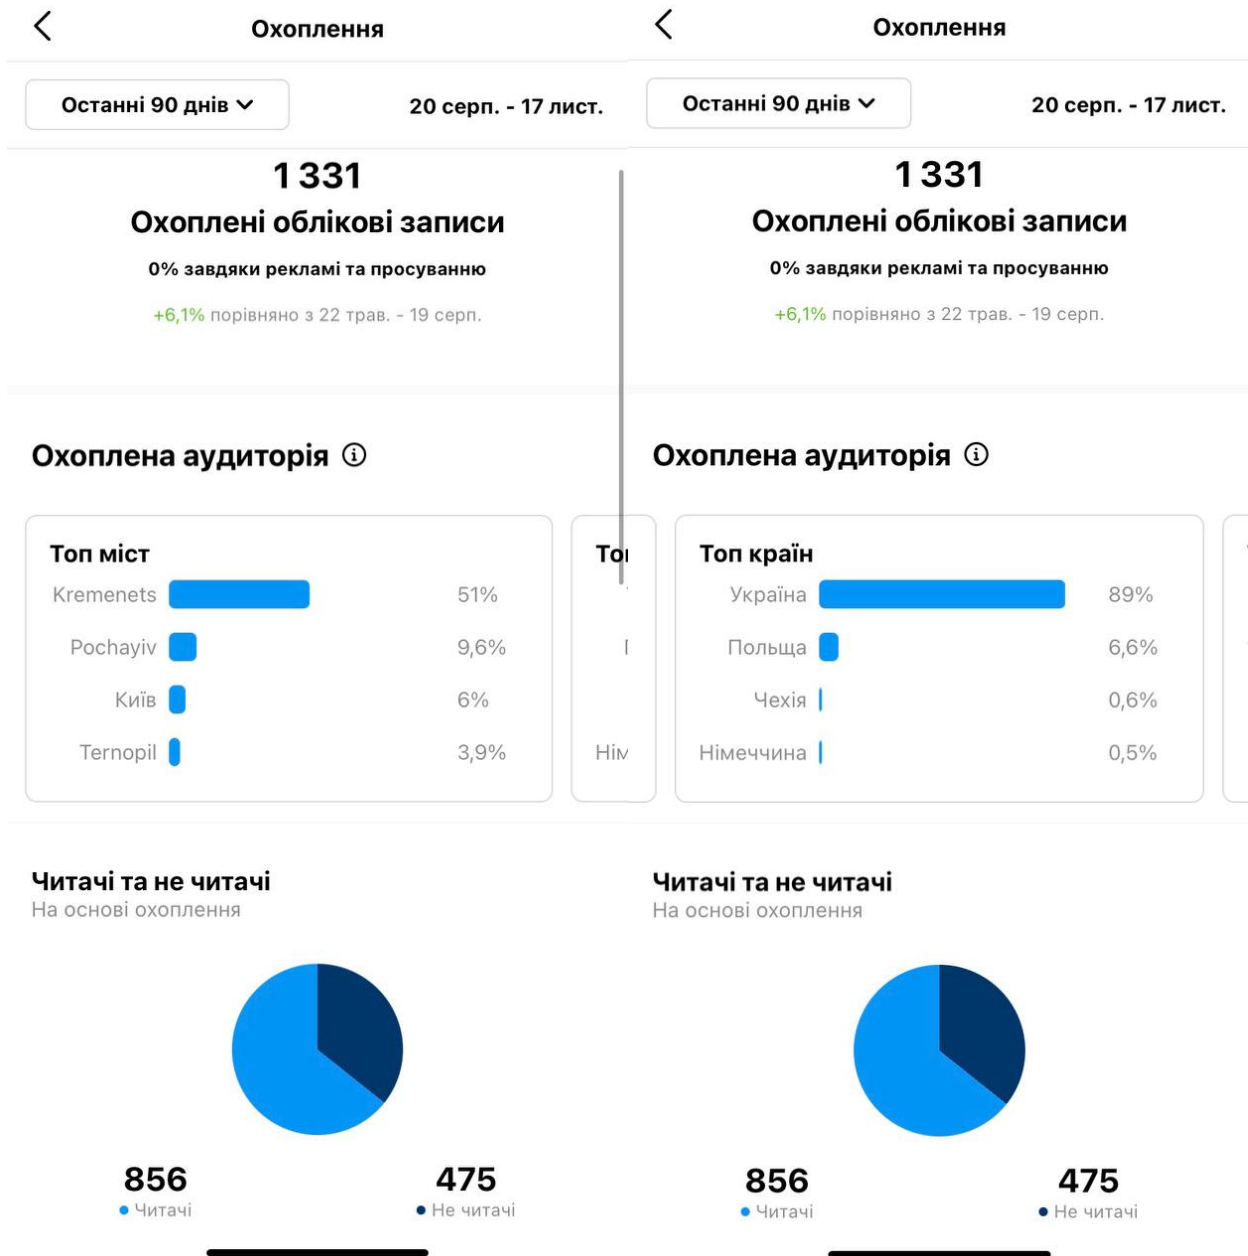 Охоплення
Останні 90 днів
20 серп. - 17 лист.
1 331
Охоплені облікові записи
0% завдяки рекламі та просуванню
+6,1% порівняно з 22 трав. - 19 серп.
Охоплена аудиторія
Топ міст
Kremenets 51%
Pochayiv 9,6%
Київ 6%
Ternopil 3,9%
Читачі та не читачі
На основі охоплення
856
Читачі
475
Не читачі
Охоплення
Останні 90 днів
20 серп. - 17 лист.
1 331
Охоплені облікові записи
0% завдяки рекламі та просуванню
+6,1% порівняно з 22 трав. - 19 серп.
Охоплена аудиторія
Топ країн
Україна 89%
Польща 6,6%
Чехія 0,6%
Німеччина 0,5%
Читачі та не читачі
На основі охоплення
856
Читачі
475
Не читачі